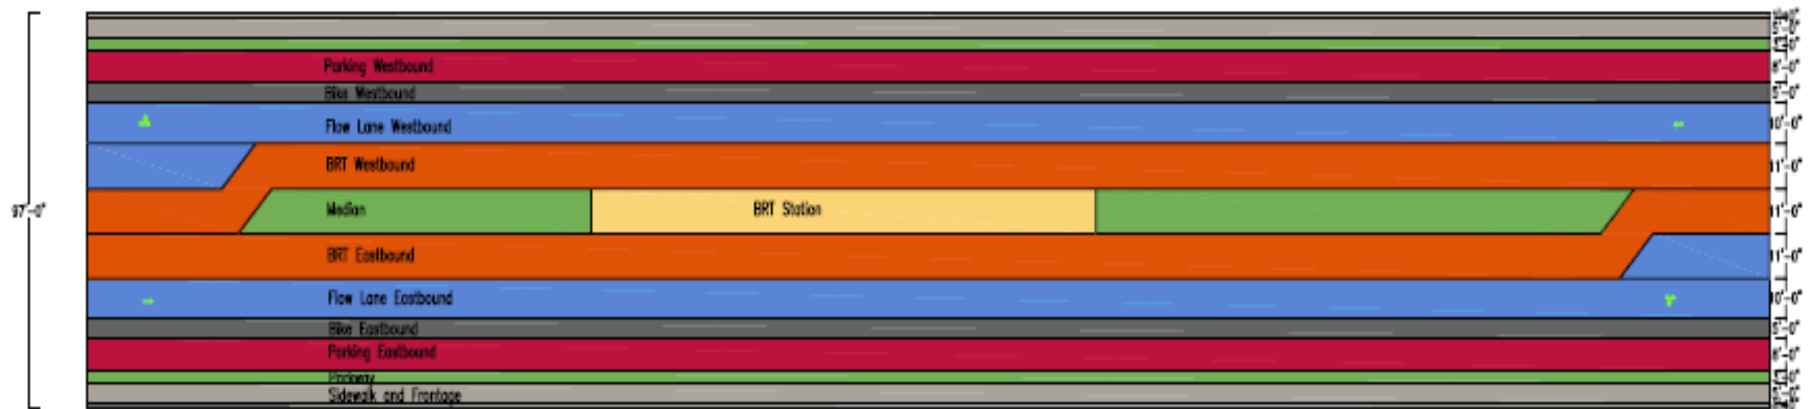 Parking Westbound
8'-0"
Bike Westbound
5'-0"
Flow Lane Westbound
10'-0"
BRT Westbound
11'-0"
97'-0"
Median
BRT Station
11'-0"
BRT Eastbound
11'-0"
Flow Lane Eastbound
10'-0"
Bike Eastbound
5'-0"
Parking Eastbound
8'-0"
Parkway
Sidewalk and Frontage